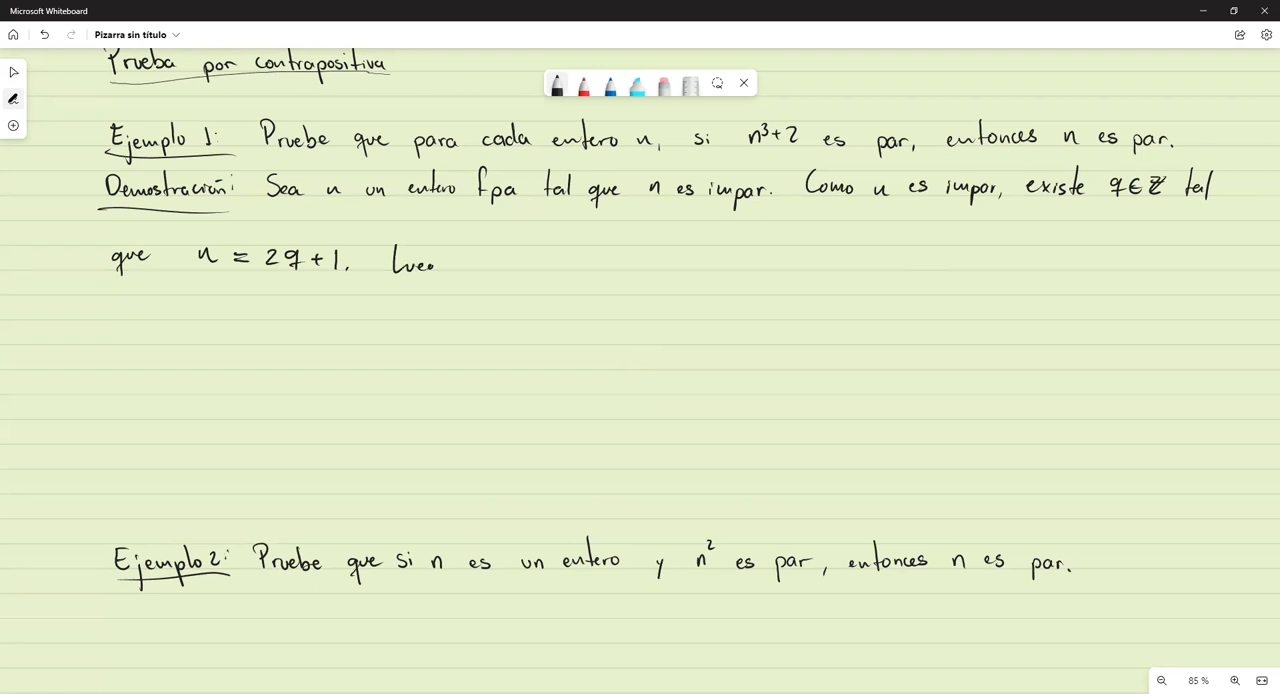 Microsoft Whiteboard
Pizarra sin título
Prueba por contrapositiva
Ejemplo 1: Pruebe que para cada entero n, si n³+2 es par, entonces n es par.
Demostración: Sea n un entero fpa tal que n es impar. Como n es impar, existe q∈ℤ tal
que n = 2q+1. Lueo
Ejemplo 2: Pruebe que si n es un entero y n² es par, entonces n es par.
85 %